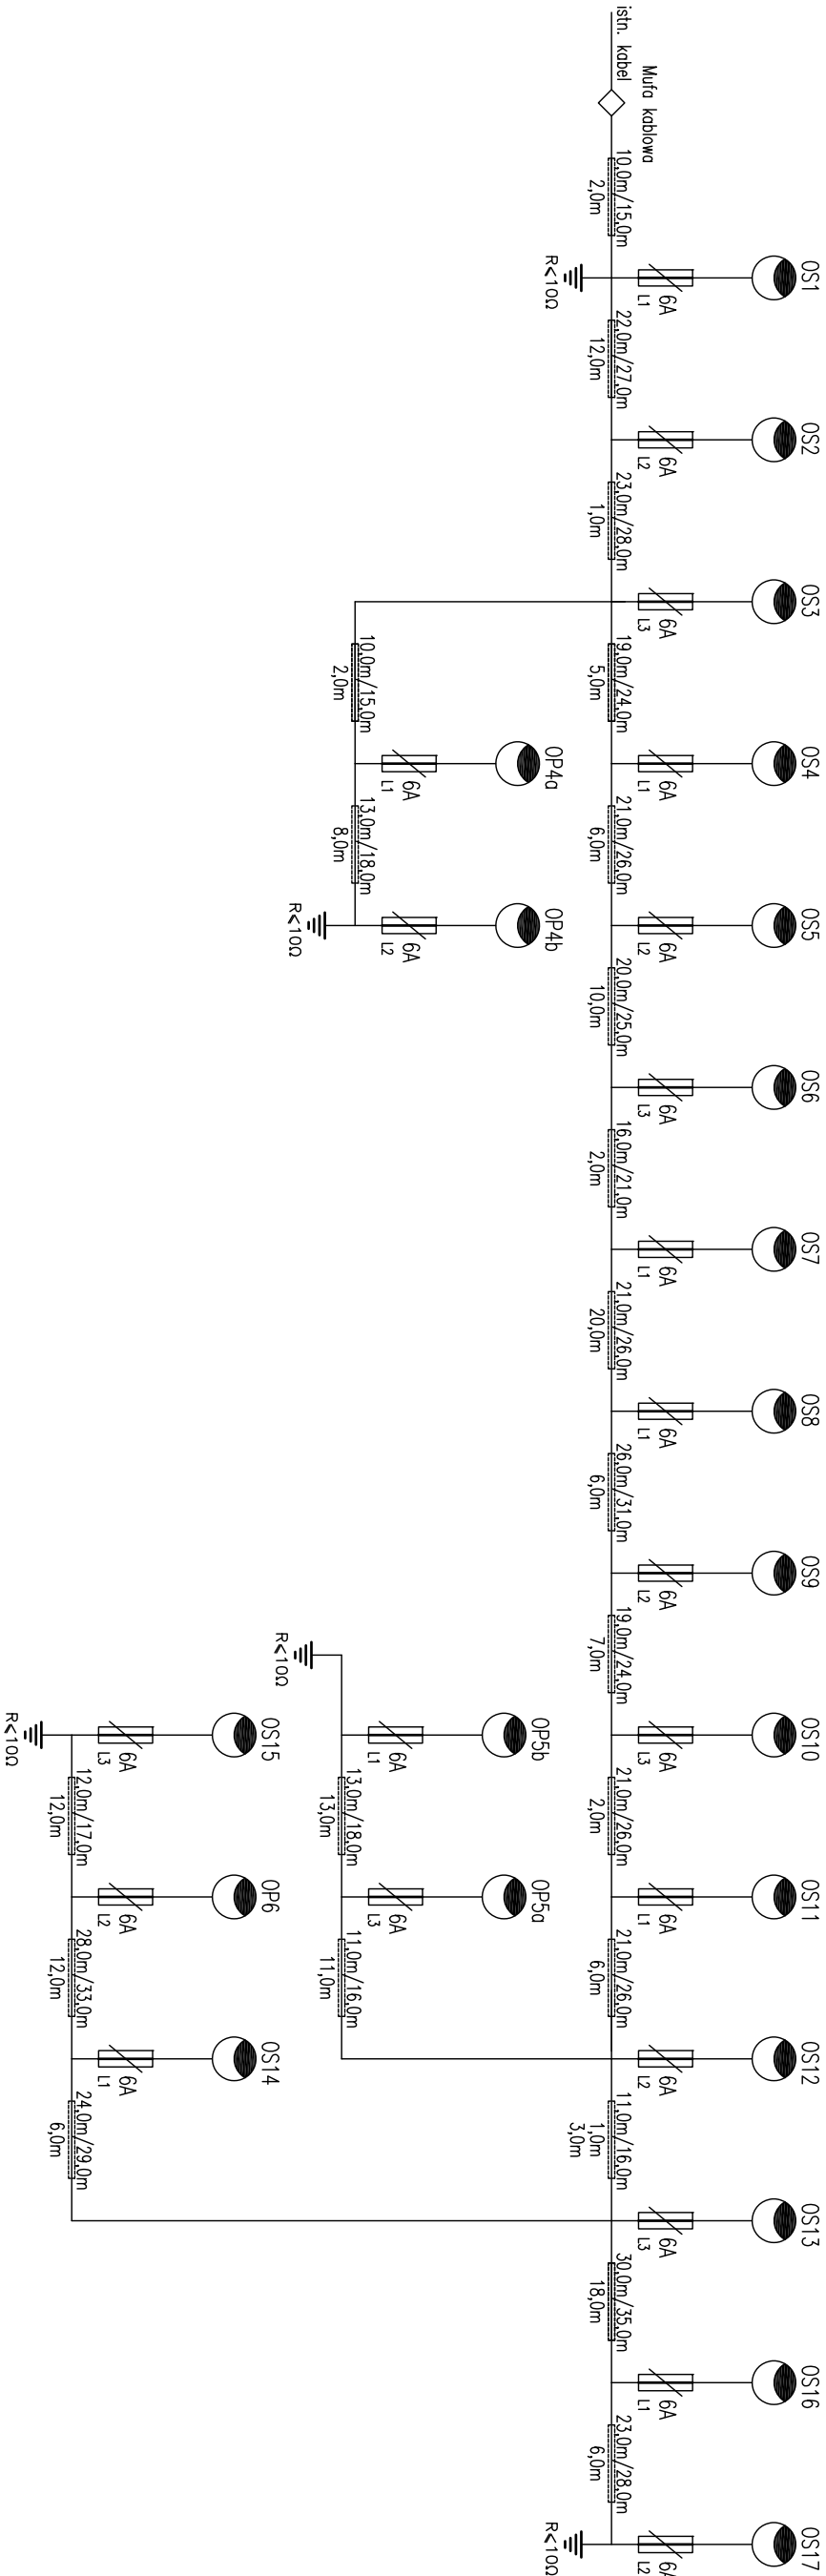 istn. kabel
Mufa kablowa
10,0m/15,0m
2,0m
OS1
6A
L1
R<10Ω
22,0m/27,0m
12,0m
OS2
6A
L2
23,0m/28,0m
1,0m
OS3
6A
L3
19,0m/24,0m
5,0m
OS4
6A
L1
21,0m/26,0m
6,0m
OS5
6A
L2
20,0m/25,0m
10,0m
OS6
6A
L3
16,0m/21,0m
2,0m
OS7
6A
L1
21,0m/26,0m
20,0m
OS8
6A
L1
26,0m/31,0m
6,0m
OS9
6A
L2
19,0m/24,0m
7,0m
OS10
6A
L3
21,0m/26,0m
2,0m
OS11
6A
L1
21,0m/26,0m
6,0m
OS12
6A
L2
11,0m/16,0m
1,0m
3,0m
OS13
6A
L3
30,0m/35,0m
18,0m
OS16
6A
L1
23,0m/28,0m
6,0m
OS17
6A
L2
R<10Ω
10,0m/15,0m
2,0m
OP4a
6A
L1
13,0m/18,0m
8,0m
OP4b
6A
L2
R<10Ω
R<10Ω
OP5b
6A
L1
13,0m/18,0m
13,0m
OP5a
6A
L3
11,0m/16,0m
11,0m
R<10Ω
OS15
6A
L3
12,0m/17,0m
12,0m
OP6
6A
L2
28,0m/33,0m
12,0m
OS14
6A
L1
24,0m/29,0m
6,0m